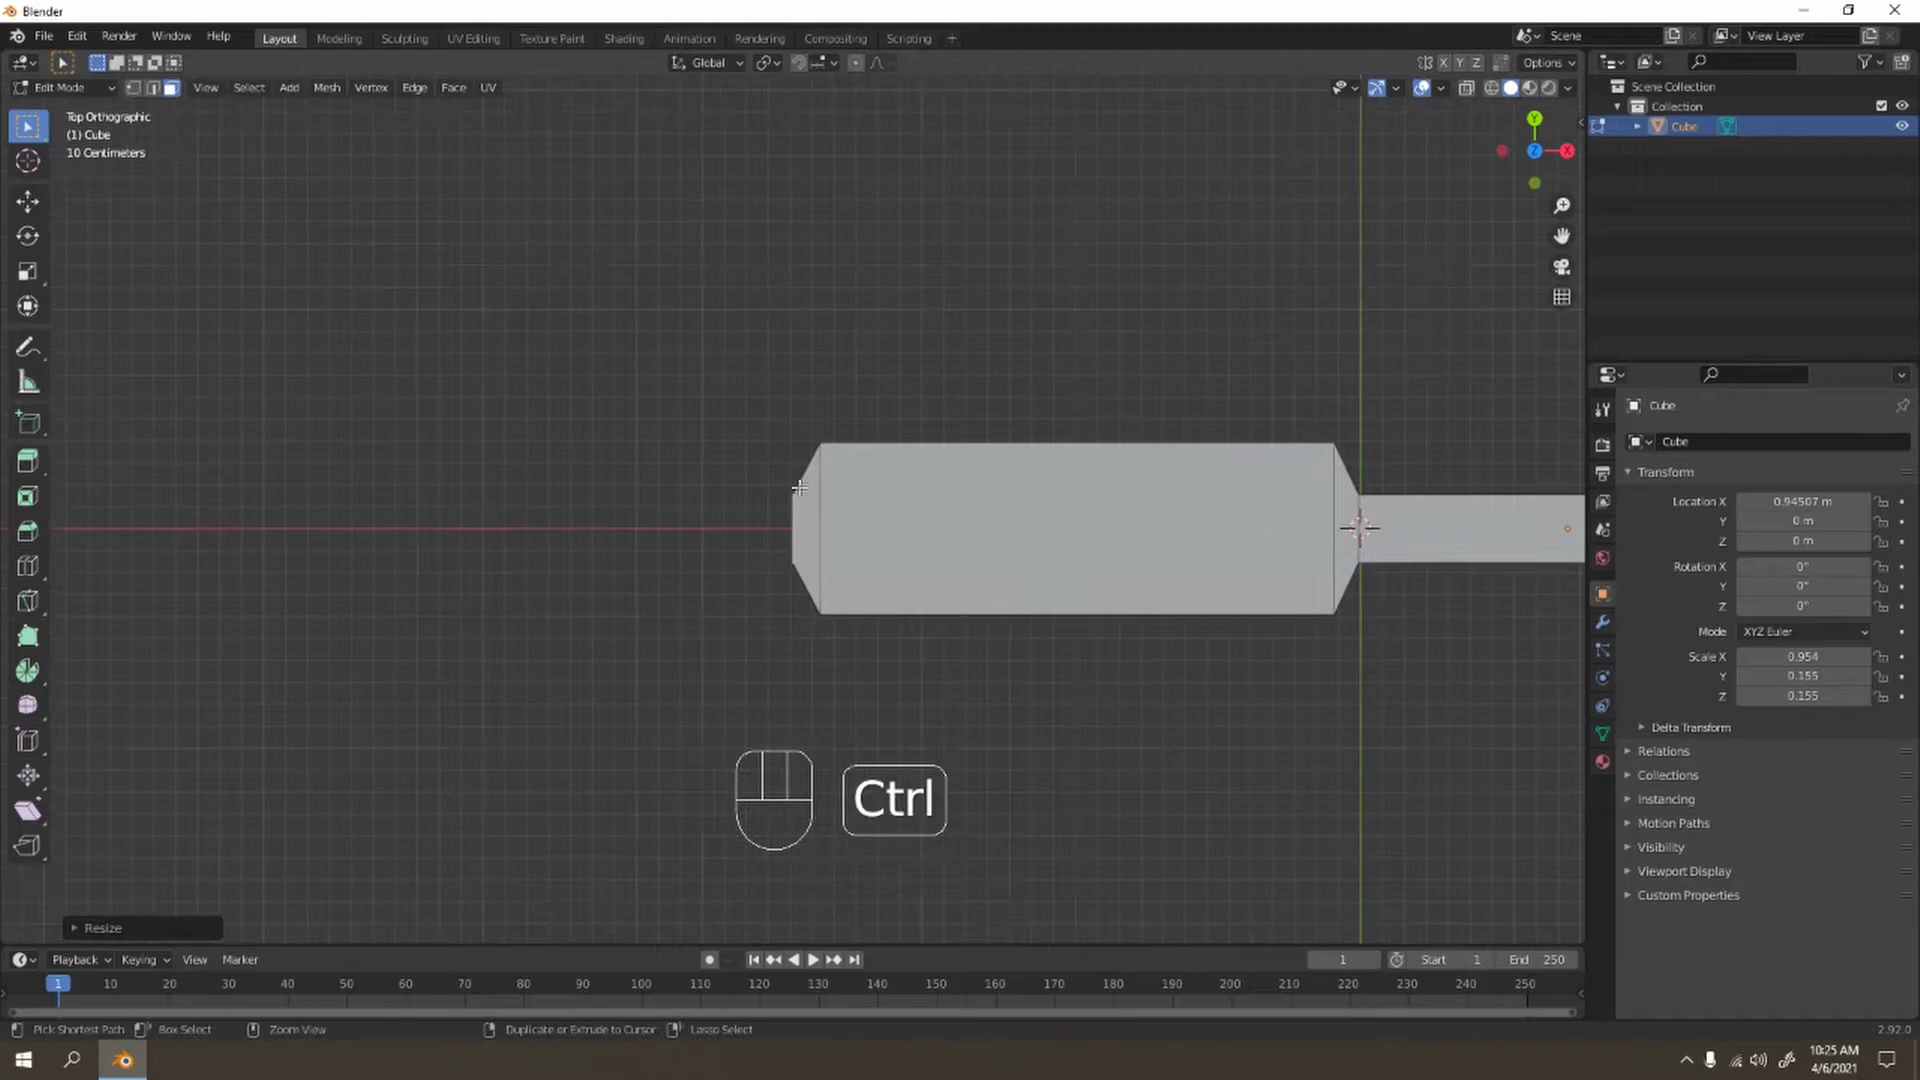 Blender
File Edit Render Window Help Layout Modeling Sculpting UV Editing Texture Paint Shading Animation Rendering Compositing Scripting + Scene View Layer
Global X Y Z Options
Edit Mode View Select Add Mesh Vertex Edge Face UV
Scene Collection
Collection
Cube
Top Orthographic
(1) Cube
10 Centimeters
Y
Z X
Cube
Cube
Transform
Location X 0.94507 m
Y 0 m
Z 0 m
Rotation X 0°
Y 0°
Z 0°
Mode XYZ Euler
Scale X 0.954
Y 0.155
Z 0.155
Delta Transform
Relations
Collections
Instancing
Motion Paths
Visibility
Viewport Display
Custom Properties
Ctrl
Resize
Playback Keying View Marker 1 Start 1 End 250
1 10 20 30 40 50 60 70 80 90 100 110 120 130 140 150 160 170 180 190 200 210 220 230 240 250
Pick Shortest Path Box Select Zoom View Duplicate or Extrude to Cursor Lasso Select 2.92.0
10:25 AM
4/6/2021